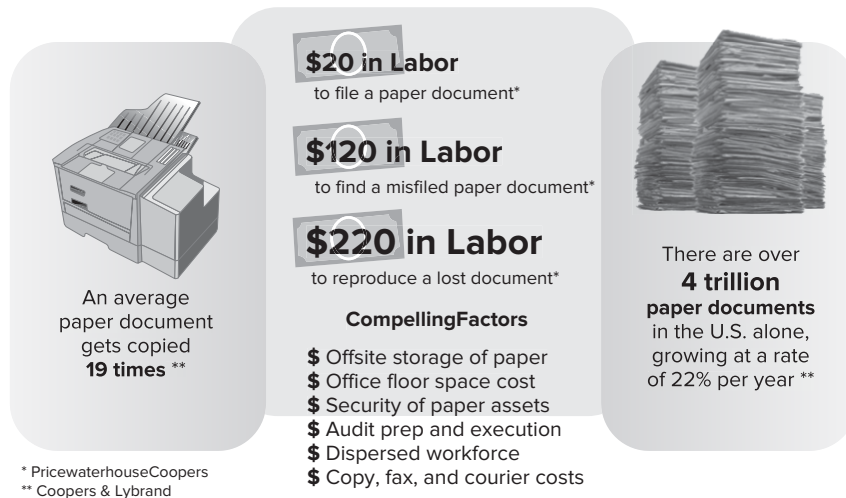 An average
paper document
gets copied
19 times **
$20 in Labor
to file a paper document*
$120 in Labor
to find a misfiled paper document*
$220 in Labor
to reproduce a lost document*
CompellingFactors
$ Offsite storage of paper
$ Office floor space cost
$ Security of paper assets
$ Audit prep and execution
$ Dispersed workforce
$ Copy, fax, and courier costs
There are over
4 trillion
paper documents
in the U.S. alone,
growing at a rate
of 22% per year **
* PricewaterhouseCoopers
** Coopers & Lybrand